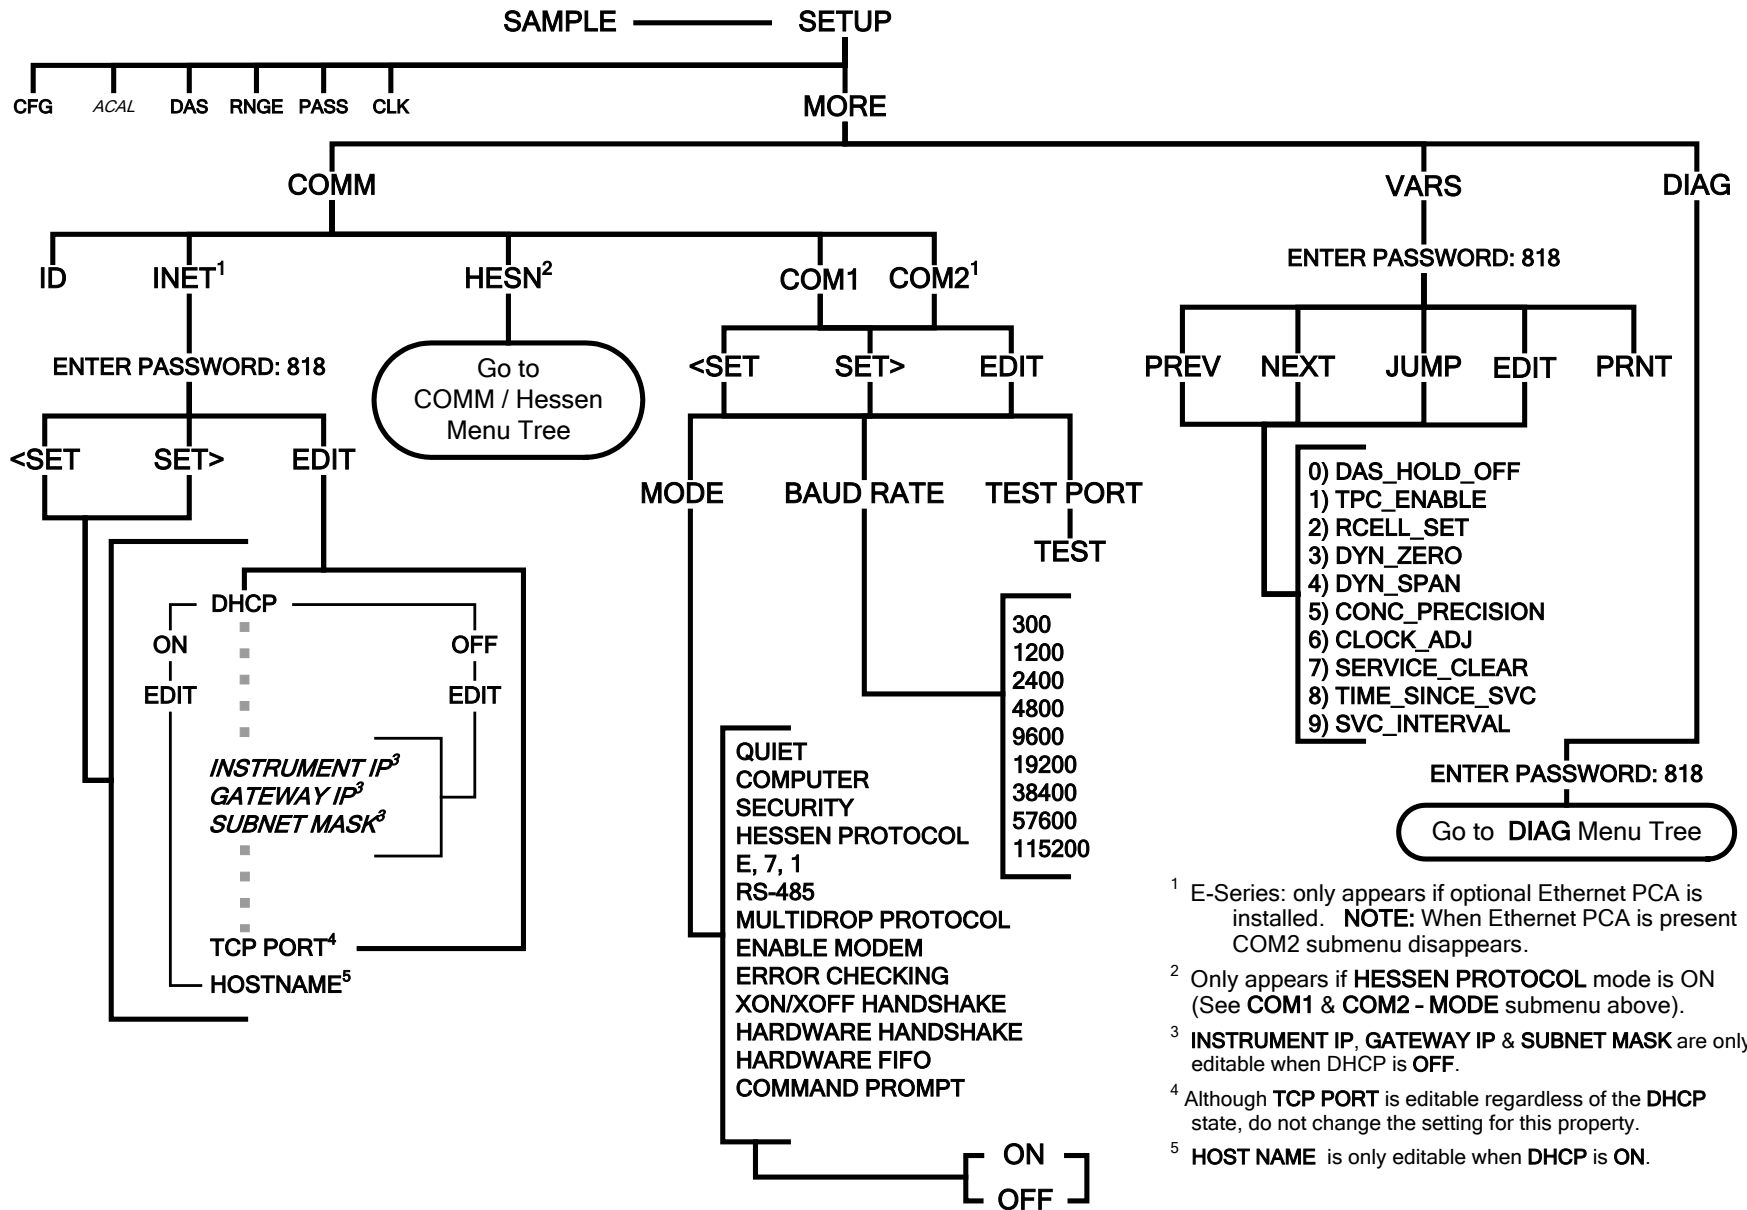 SAMPLE SETUP
CFG ACAL DAS RNGE PASS CLK MORE
COMM VARS DIAG
ID INET1 HESN2 COM1 COM21
ENTER PASSWORD: 818
ENTER PASSWORD: 818
<SET SET> EDIT
Go to
COMM / Hessen
Menu Tree
<SET SET> EDIT
PREV NEXT JUMP EDIT PRNT
MODE BAUD RATE TEST PORT
TEST
DHCP
ON OFF
EDIT EDIT
INSTRUMENT IP3
GATEWAY IP3
SUBNET MASK3
TCP PORT4
HOSTNAME5
300
1200
2400
4800
9600
19200
38400
57600
115200
QUIET
COMPUTER
SECURITY
HESSEN PROTOCOL
E, 7, 1
RS-485
MULTIDROP PROTOCOL
ENABLE MODEM
ERROR CHECKING
XON/XOFF HANDSHAKE
HARDWARE HANDSHAKE
HARDWARE FIFO
COMMAND PROMPT
ON
OFF
0) DAS_HOLD_OFF
1) TPC_ENABLE
2) RCELL_SET
3) DYN_ZERO
4) DYN_SPAN
5) CONC_PRECISION
6) CLOCK_ADJ
7) SERVICE_CLEAR
8) TIME_SINCE_SVC
9) SVC_INTERVAL
ENTER PASSWORD: 818
Go to DIAG Menu Tree
1 E-Series: only appears if optional Ethernet PCA is
installed. NOTE: When Ethernet PCA is present
COM2 submenu disappears.
2 Only appears if HESSEN PROTOCOL mode is ON
(See COM1 & COM2 – MODE submenu above).
3 INSTRUMENT IP, GATEWAY IP & SUBNET MASK are only
editable when DHCP is OFF.
4 Although TCP PORT is editable regardless of the DHCP
state, do not change the setting for this property.
5 HOST NAME is only editable when DHCP is ON.